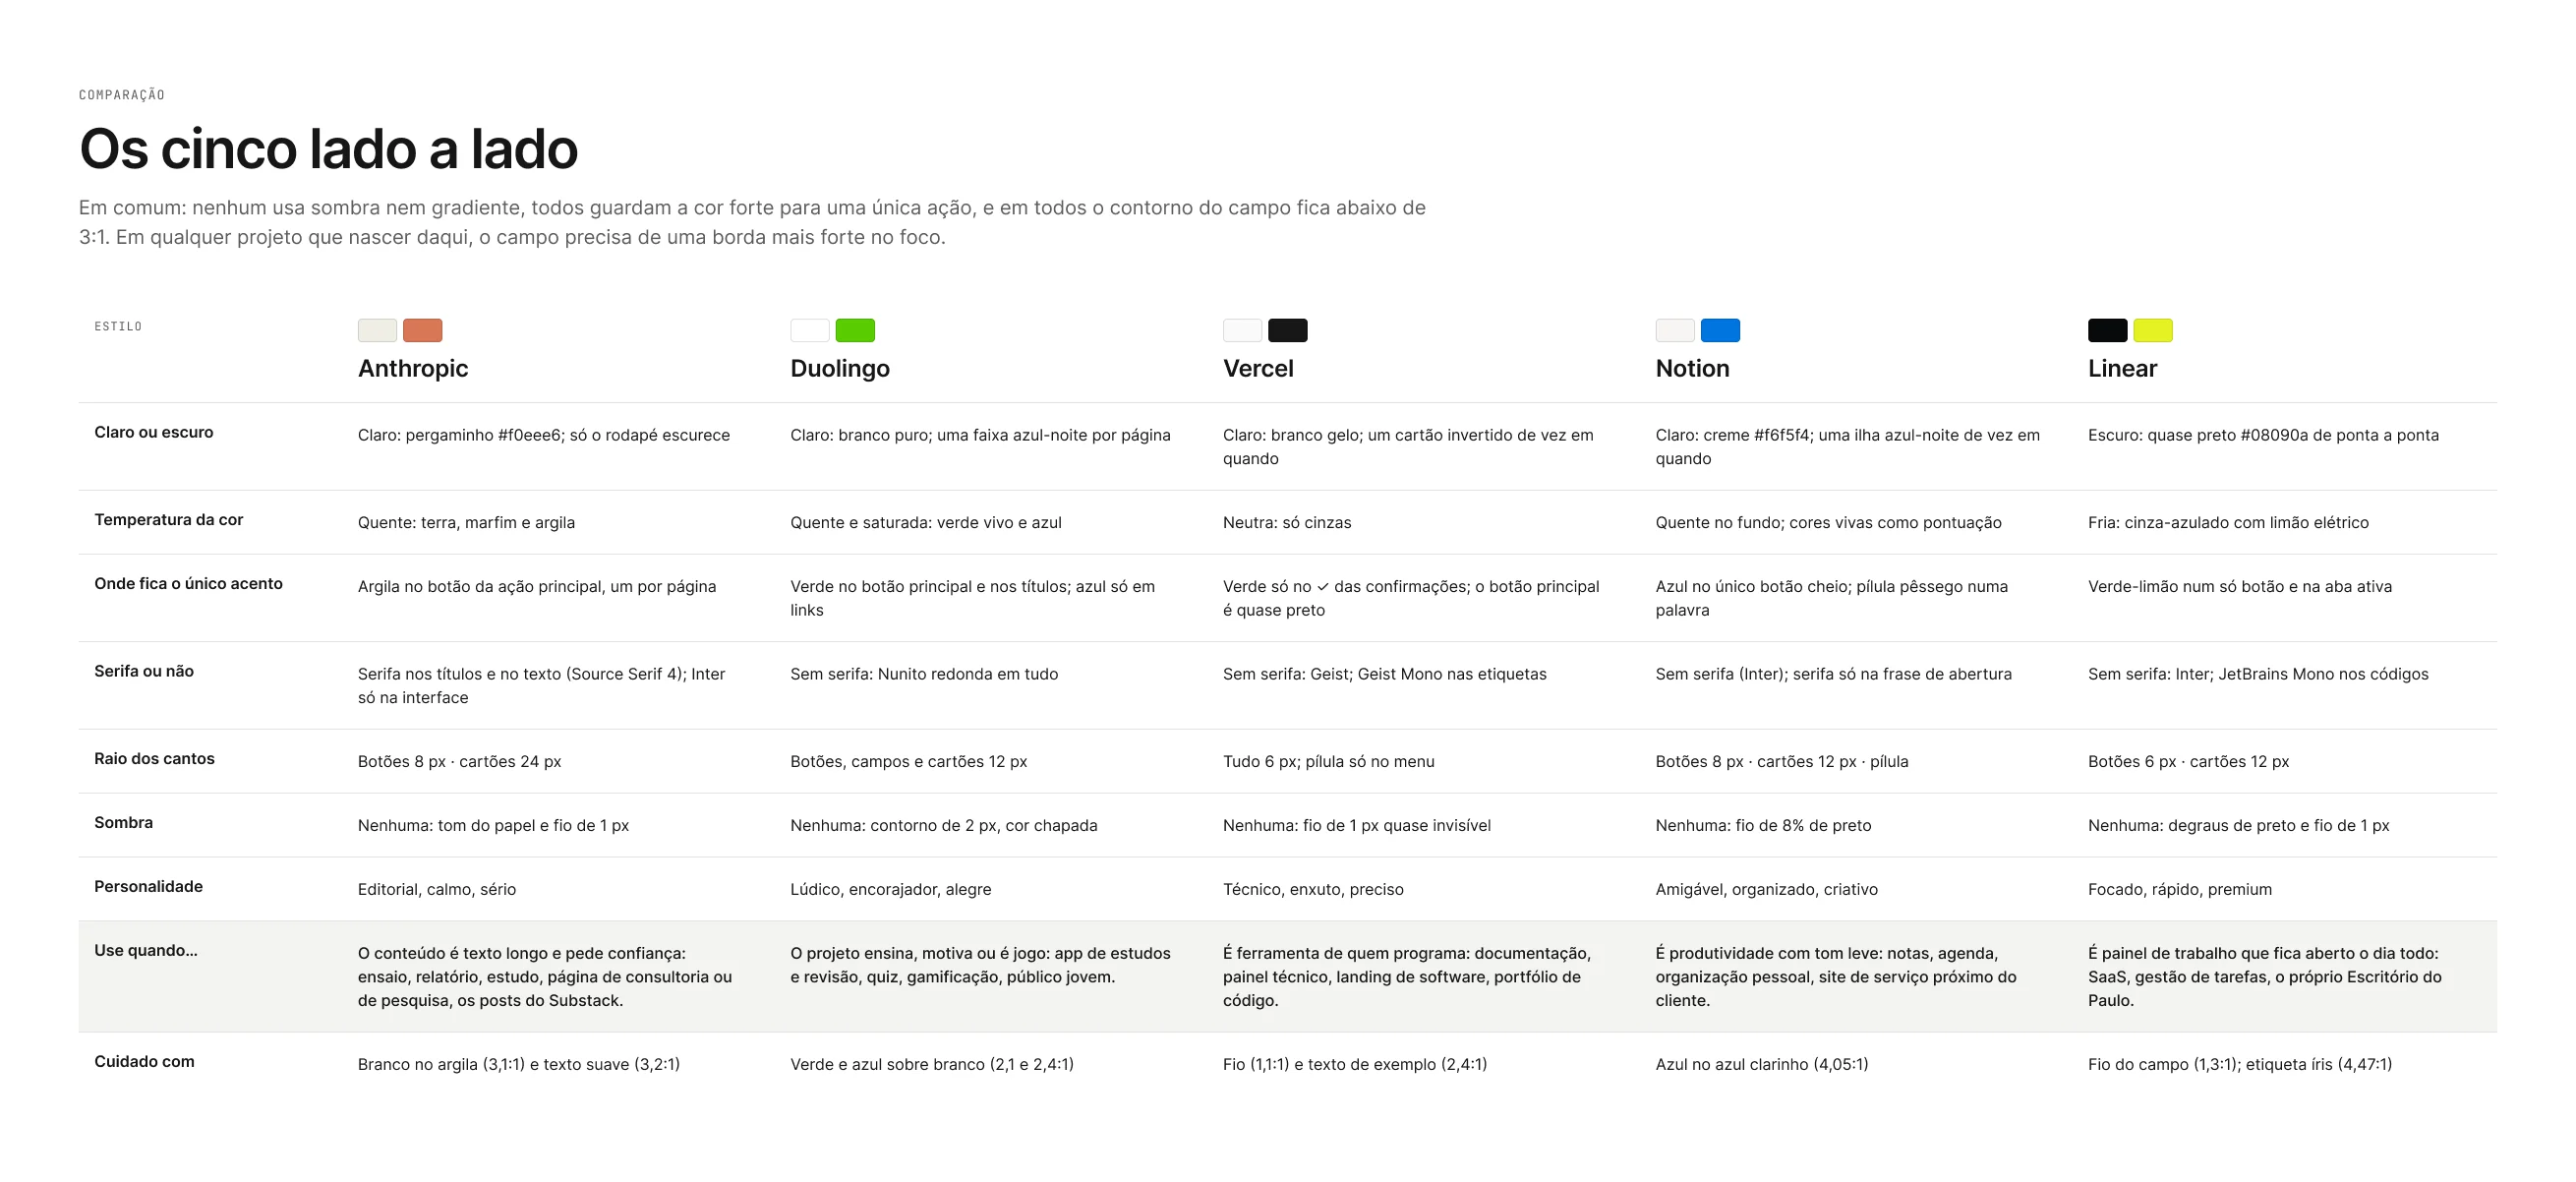 COMPARAÇÃO
Os cinco lado a lado
Em comum: nenhum usa sombra nem gradiente, todos guardam a cor forte para uma única ação, e em todos o contorno do campo fica abaixo de
3:1. Em qualquer projeto que nascer daqui, o campo precisa de uma borda mais forte no foco.
ESTILO
Anthropic
Duolingo
Vercel
Notion
Linear
Claro ou escuro
Claro: pergaminho #f0eee6; só o rodapé escurece
Claro: branco puro; uma faixa azul-noite por página
Claro: branco gelo; um cartão invertido de vez em
quando
Claro: creme #f6f5f4; uma ilha azul-noite de vez em
quando
Escuro: quase preto #08090a de ponta a ponta
Temperatura da cor
Quente: terra, marfim e argila
Quente e saturada: verde vivo e azul
Neutra: só cinzas
Quente no fundo; cores vivas como pontuação
Fria: cinza-azulado com limão elétrico
Onde fica o único acento
Argila no botão da ação principal, um por página
Verde no botão principal e nos títulos; azul só em
links
Verde só no ✓ das confirmações; o botão principal
é quase preto
Azul no único botão cheio; pílula pêssego numa
palavra
Verde-limão num só botão e na aba ativa
Serifa ou não
Serifa nos títulos e no texto (Source Serif 4); Inter
só na interface
Sem serifa: Nunito redonda em tudo
Sem serifa: Geist; Geist Mono nas etiquetas
Sem serifa (Inter); serifa só na frase de abertura
Sem serifa: Inter; JetBrains Mono nos códigos
Raio dos cantos
Botões 8 px · cartões 24 px
Botões, campos e cartões 12 px
Tudo 6 px; pílula só no menu
Botões 8 px · cartões 12 px · pílula
Botões 6 px · cartões 12 px
Sombra
Nenhuma: tom do papel e fio de 1 px
Nenhuma: contorno de 2 px, cor chapada
Nenhuma: fio de 1 px quase invisível
Nenhuma: fio de 8% de preto
Nenhuma: degraus de preto e fio de 1 px
Personalidade
Editorial, calmo, sério
Lúdico, encorajador, alegre
Técnico, enxuto, preciso
Amigável, organizado, criativo
Focado, rápido, premium
Use quando…
O conteúdo é texto longo e pede confiança:
ensaio, relatório, estudo, página de consultoria ou
de pesquisa, os posts do Substack.
O projeto ensina, motiva ou é jogo: app de estudos
e revisão, quiz, gamificação, público jovem.
É ferramenta de quem programa: documentação,
painel técnico, landing de software, portfólio de
código.
É produtividade com tom leve: notas, agenda,
organização pessoal, site de serviço próximo do
cliente.
É painel de trabalho que fica aberto o dia todo:
SaaS, gestão de tarefas, o próprio Escritório do
Paulo.
Cuidado com
Branco no argila (3,1:1) e texto suave (3,2:1)
Verde e azul sobre branco (2,1 e 2,4:1)
Fio (1,1:1) e texto de exemplo (2,4:1)
Azul no azul clarinho (4,05:1)
Fio do campo (1,3:1); etiqueta íris (4,47:1)